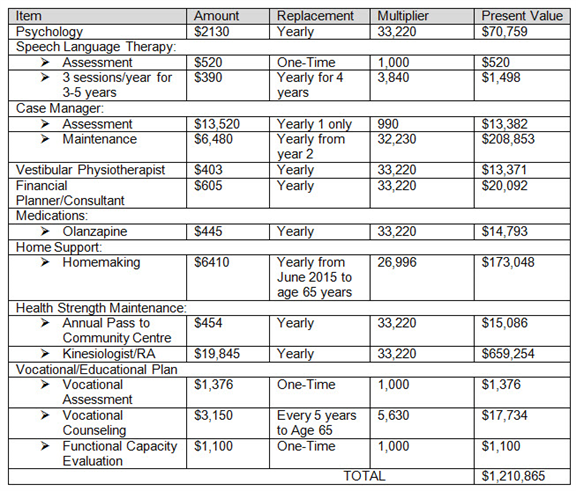 Item Amount Replacement Multiplier Present Value
Psychology $2130 Yearly 33,220 $70,759
Speech Language Therapy:
➢ Assessment $520 One-Time 1,000 $520
➢ 3 sessions/year for $390 Yearly for 4 3,840 $1,498
3-5 years years
Case Manager:
➢ Assessment $13,520 Yearly 1 only 990 $13,382
➢ Maintenance $6,480 Yearly from 32,230 $208,853
year 2
Vestibular Physiotherapist $403 Yearly 33,220 $13,371
Financial $605 Yearly 33,220 $20,092
Planner/Consultant
Medications:
➢ Olanzapine $445 Yearly 33,220 $14,793
Home Support:
➢ Homemaking $6410 Yearly from 26,996 $173,048
June 2015 to
age 65 years
Health Strength Maintenance:
➢ Annual Pass to $454 Yearly 33,220 $15,086
Community Centre
➢ Kinesiologist/RA $19,845 Yearly 33,220 $659,254
Vocational/Educational Plan
➢ Vocational $1,376 One-Time 1,000 $1,376
Assessment
➢ Vocational $3,150 Every 5 years 5,630 $17,734
Counseling to Age 65
➢ Functional Capacity $1,100 One-Time 1,000 $1,100
Evaluation
TOTAL $1,210,865